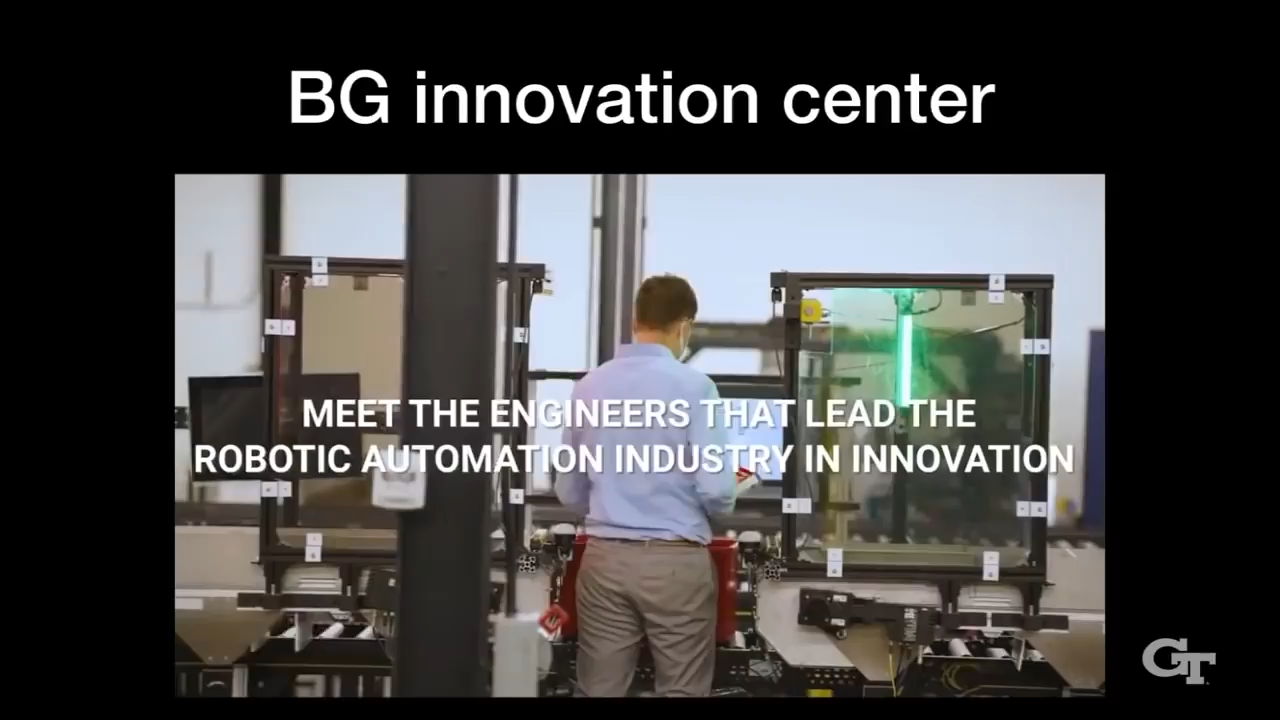 BG innovation center
MEET THE ENGINEERS THAT LEAD THE
ROBOTIC AUTOMATION INDUSTRY IN INNOVATION
GT